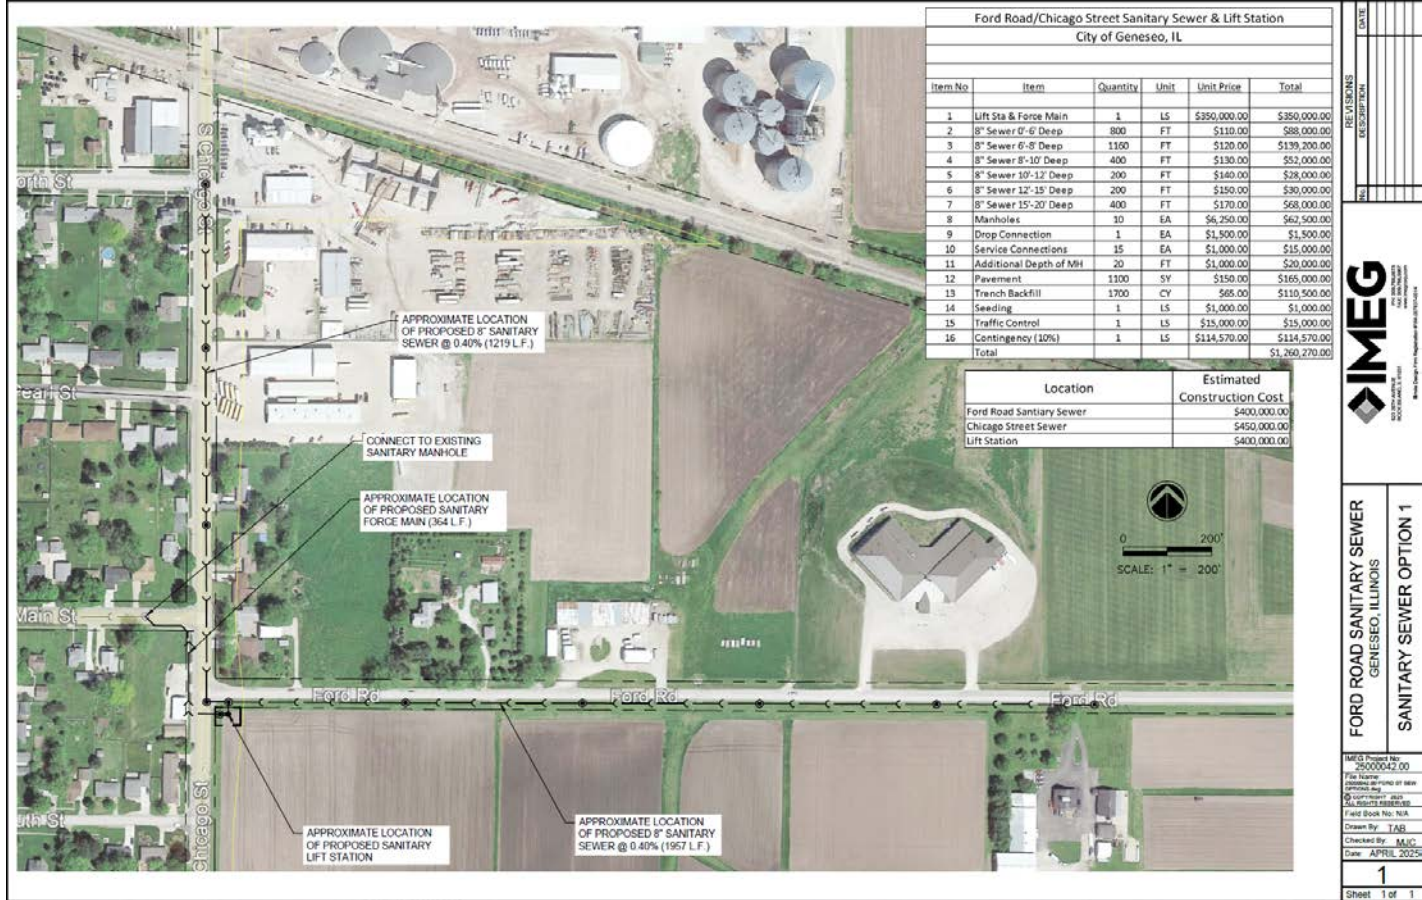 Ford Road/Chicago Street Sanitary Sewer & Lift Station
City of Geneseo, IL
Item No Item Quantity Unit Unit Price Total
1 Lift Sta & Force Main 1 LS $350,000.00 $350,000.00
2 8" Sewer 0'-6' Deep 800 FT $110.00 $88,000.00
3 8" Sewer 6'-8' Deep 1160 FT $120.00 $139,200.00
4 8" Sewer 8'-10' Deep 400 FT $130.00 $52,000.00
5 8" Sewer 10'-12' Deep 200 FT $140.00 $28,000.00
6 8" Sewer 12'-15' Deep 200 FT $150.00 $30,000.00
7 8" Sewer 15'-20' Deep 400 FT $170.00 $68,000.00
8 Manholes 10 EA $6,250.00 $62,500.00
9 Drop Connection 1 EA $1,500.00 $1,500.00
10 Service Connections 15 EA $1,000.00 $15,000.00
11 Additional Depth of MH 20 FT $1,000.00 $20,000.00
12 Pavement 1100 SY $150.00 $165,000.00
13 Trench Backfill 1700 CY $65.00 $110,500.00
14 Seeding 1 LS $1,000.00 $1,000.00
15 Traffic Control 1 LS $15,000.00 $15,000.00
16 Contingency (10%) 1 LS $114,570.00 $114,570.00
Total $1,260,270.00
Location Estimated
Construction Cost
Ford Road Santiary Sewer $400,000.00
Chicago Street Sewer $450,000.00
Lift Station $400,000.00
S Chicago St
orth St
earl St
Main St
uth St
Chicago St
Ford Rd
Ford Rd
Ford Rd
APPROXIMATE LOCATION
OF PROPOSED 8" SANITARY
SEWER @ 0.40% (1219 L.F.)
CONNECT TO EXISTING
SANITARY MANHOLE
APPROXIMATE LOCATION
OF PROPOSED SANITARY
FORCE MAIN (364 L.F.)
APPROXIMATE LOCATION
OF PROPOSED SANITARY
LIFT STATION
APPROXIMATE LOCATION
OF PROPOSED 8" SANITARY
SEWER @ 0.40% (1957 L.F.)
0 200'
SCALE: 1" = 200'
REVISIONS
No. DESCRIPTION DATE
IMEG
FORD ROAD SANITARY SEWER
GENESEO, ILLINOIS
SANITARY SEWER OPTION 1
IMEG Project No:
25000042.00
File Name:
© COPYRIGHT 2025
ALL RIGHTS RESERVED
Field Book No: N/A
Drawn By: TAB
Checked By: MJC
Date: APRIL 2025
1
Sheet 1 of 1